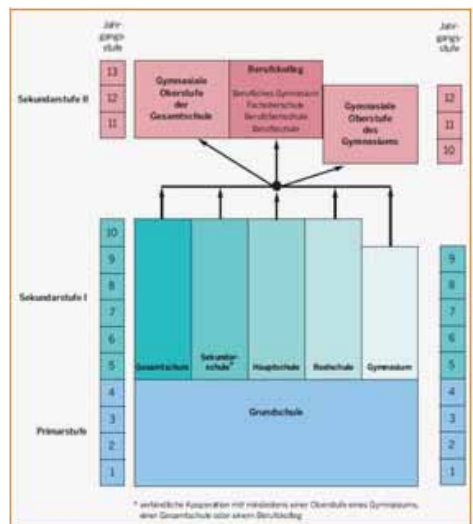 Jahr-
gangs-
stufe
Jahr-
gangs-
stufe
Sekundarstufe II
13
12
11
Gymnasiale
Oberstufe
der
Gesamtschule
Berufskolleg
Berufliches Gymnasium
Fachoberschule
Berufsfachschule
Berufsschule
Gymnasiale
Oberstufe
des
Gymnasiums
12
11
10
Sekundarstufe I
10
9
8
7
6
5
Gesamtschule
Sekundar-
schule*
Hauptschule
Realschule
Gymnasium
9
8
7
6
5
Primarstufe
4
3
2
1
Grundschule
4
3
2
1
* verbindliche Kooperation mit mindestens einer Oberstufe eines Gymnasiums,
einer Gesamtschule oder einem Berufskolleg